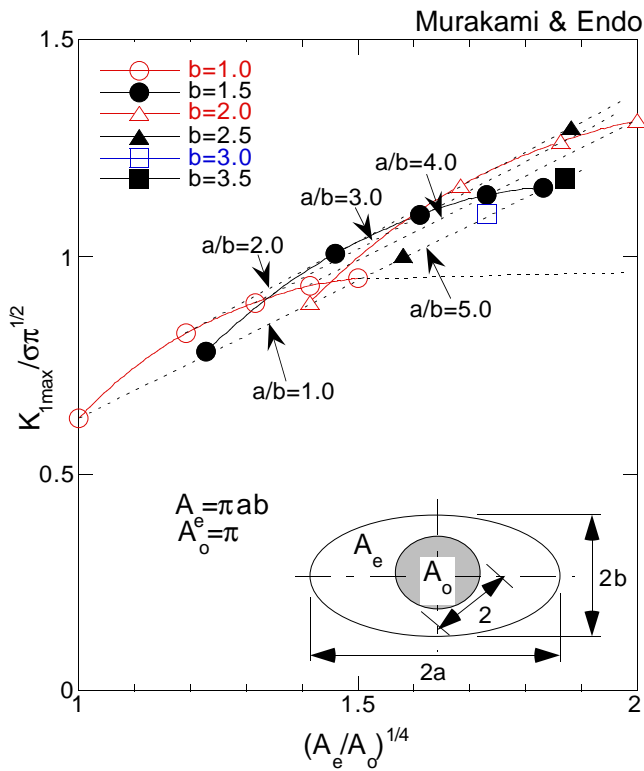 Murakami & Endo
1.5
b=1.0
b=1.5
b=2.0
b=2.5
b=3.0
b=3.5
a/b=4.0
a/b=3.0
a/b=2.0
1
a/b=5.0
a/b=1.0
K1max/σπ^1/2
0.5
Ae=πab
Ao=π
Ae
Ao
2b
2
2a
0
1
1.5
2
(Ae/Ao)^1/4